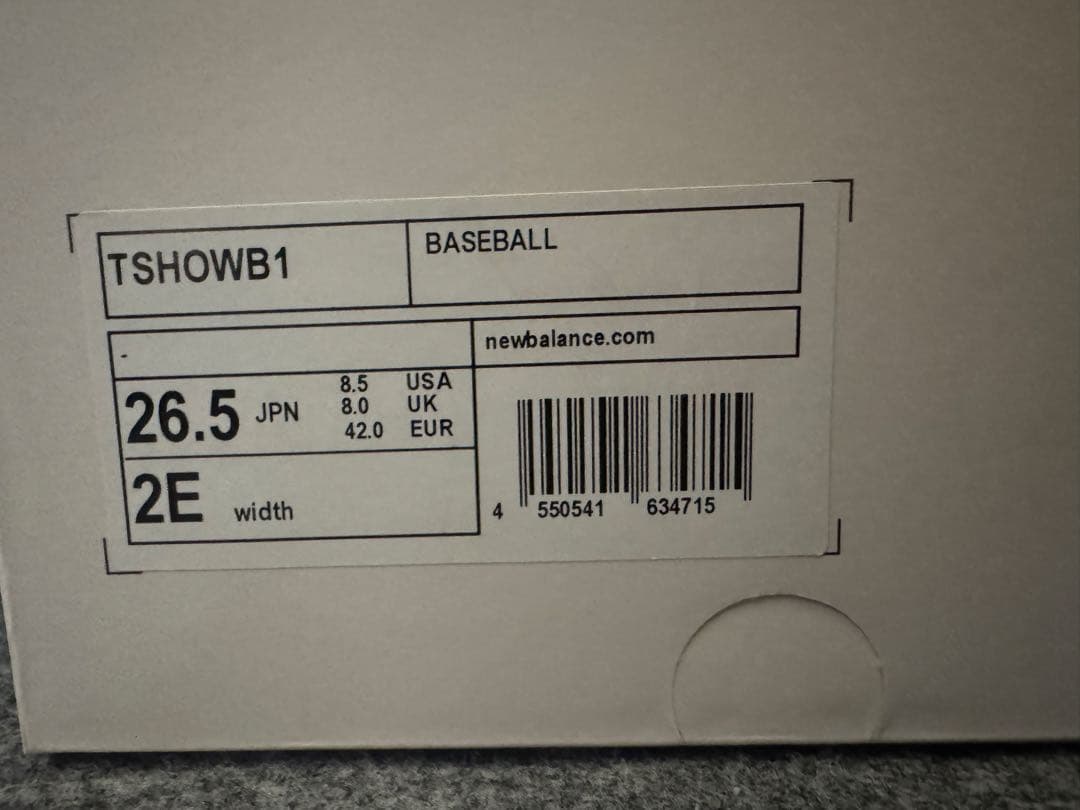 TSHOWB1
BASEBALL
-
newbalance.com
26.5 JPN
8.5 USA
8.0 UK
42.0 EUR
2E width
4 550541 634715